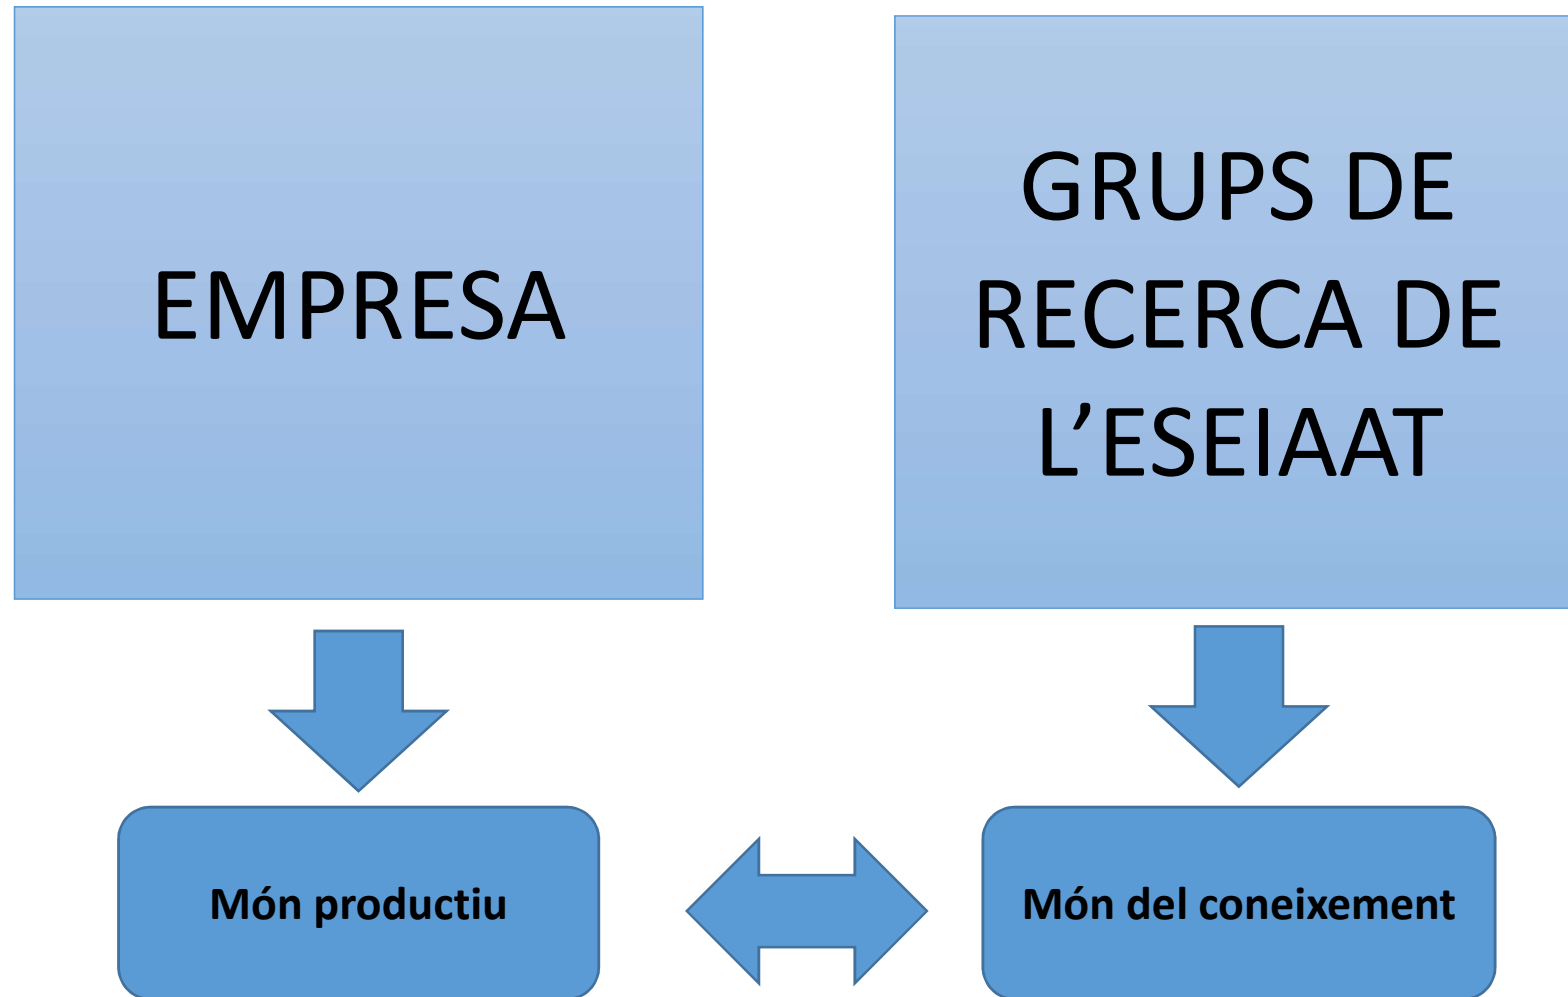 EMPRESA
GRUPS DE
RECERCA DE
L’ESEIAAT
Món productiu
Món del coneixement